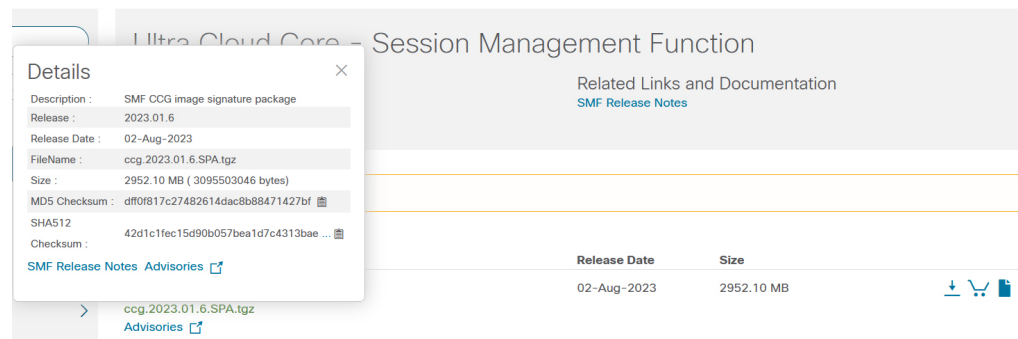 Ultra Cloud Core - Session Management Function
Details
Description : SMF CCG image signature package
Release : 2023.01.6
Release Date : 02-Aug-2023
FileName : ccg.2023.01.6.SPA.tgz
Size : 2952.10 MB ( 3095503046 bytes)
MD5 Checksum : dff0f817c27482614dac8b88471427bf
SHA512
Checksum : 42d1c1fec15d90b057bea1d7c4313bae ...
SMF Release Notes Advisories
Related Links and Documentation
SMF Release Notes
Release Date Size
02-Aug-2023 2952.10 MB
ccg.2023.01.6.SPA.tgz
Advisories